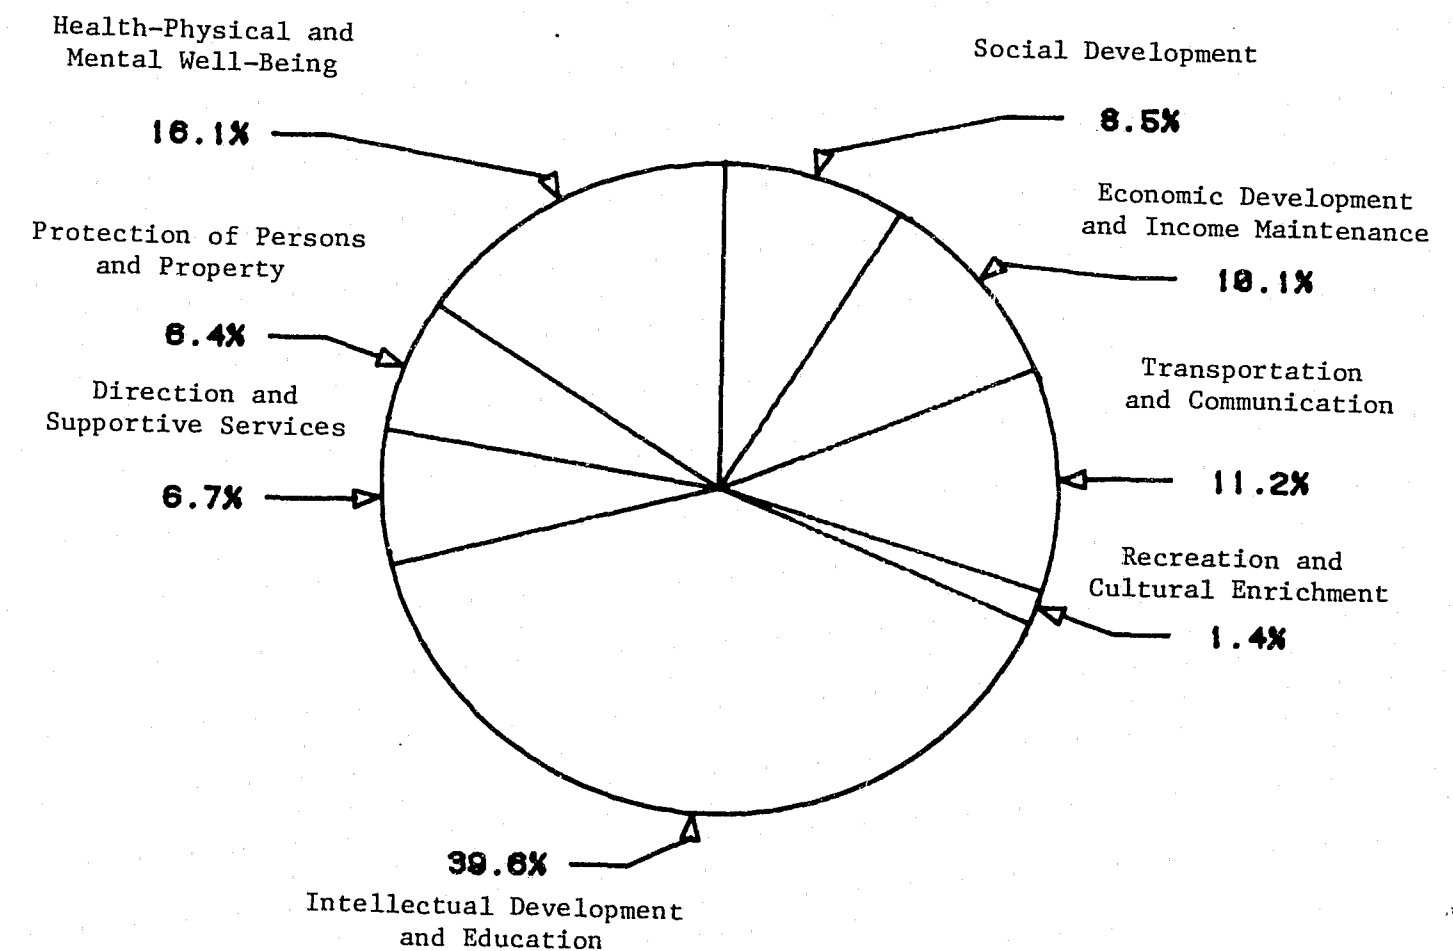 Health-Physical and
Mental Well-Being
16.1%
Social Development
8.5%
Economic Development
and Income Maintenance
10.1%
Protection of Persons
and Property
6.4%
Transportation
and Communication
11.2%
Direction and
Supportive Services
6.7%
Recreation and
Cultural Enrichment
1.4%
39.6%
Intellectual Development
and Education